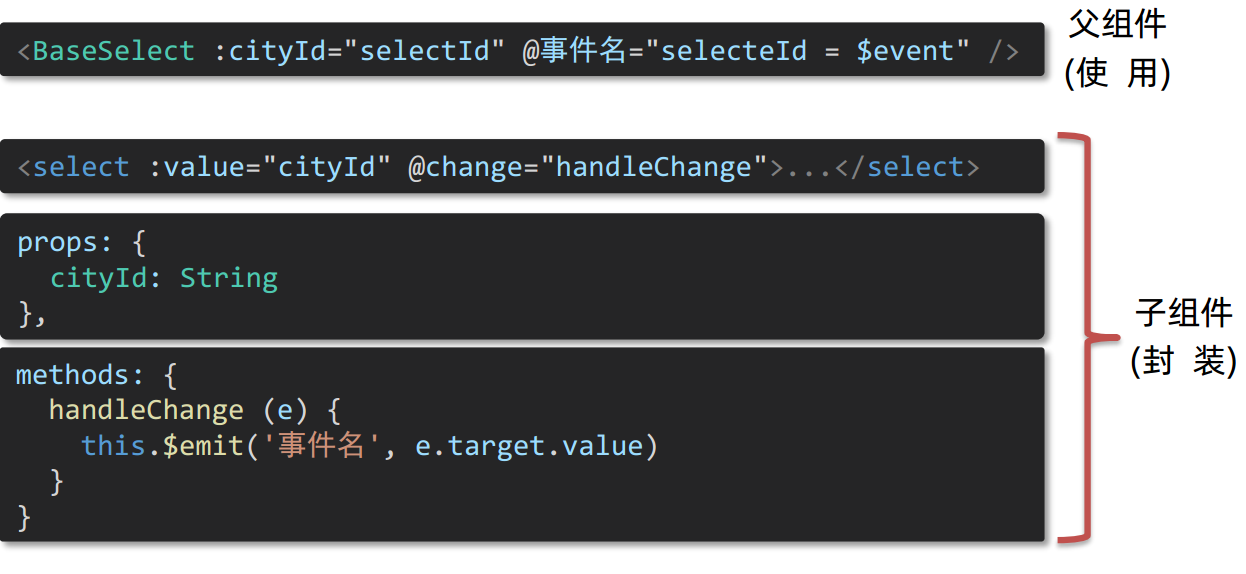 <BaseSelect :cityId="selectId" @事件名="selecteId = $event" />
父组件
(使 用)
<select :value="cityId" @change="handleChange">...</select>
props: {
  cityId: String
},
methods: {
  handleChange (e) {
    this.$emit('事件名', e.target.value)
  }
}
子组件
(封 装)